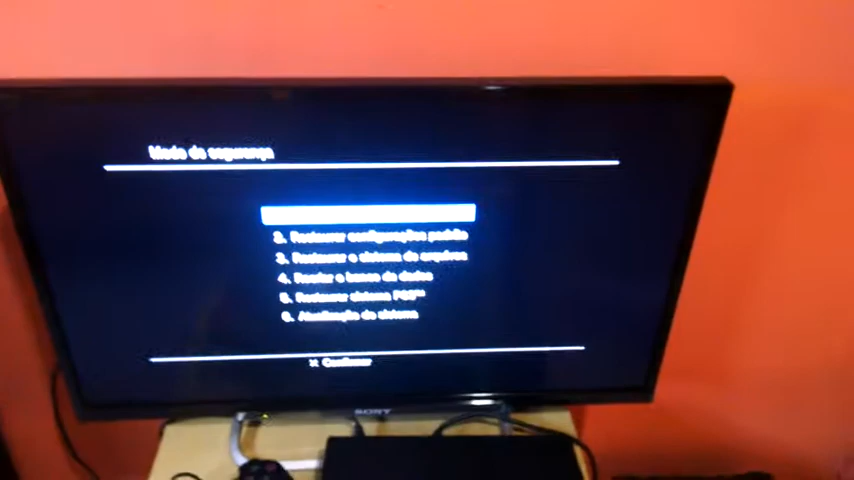 Modo de segurança
2. Restaurar configurações padrão
3. Restaurar o sistema de arquivos
4. Refazer o banco de dados
5. Restaurar sistema PS3™
6. Atualização do sistema
✕ Confirmar
SONY